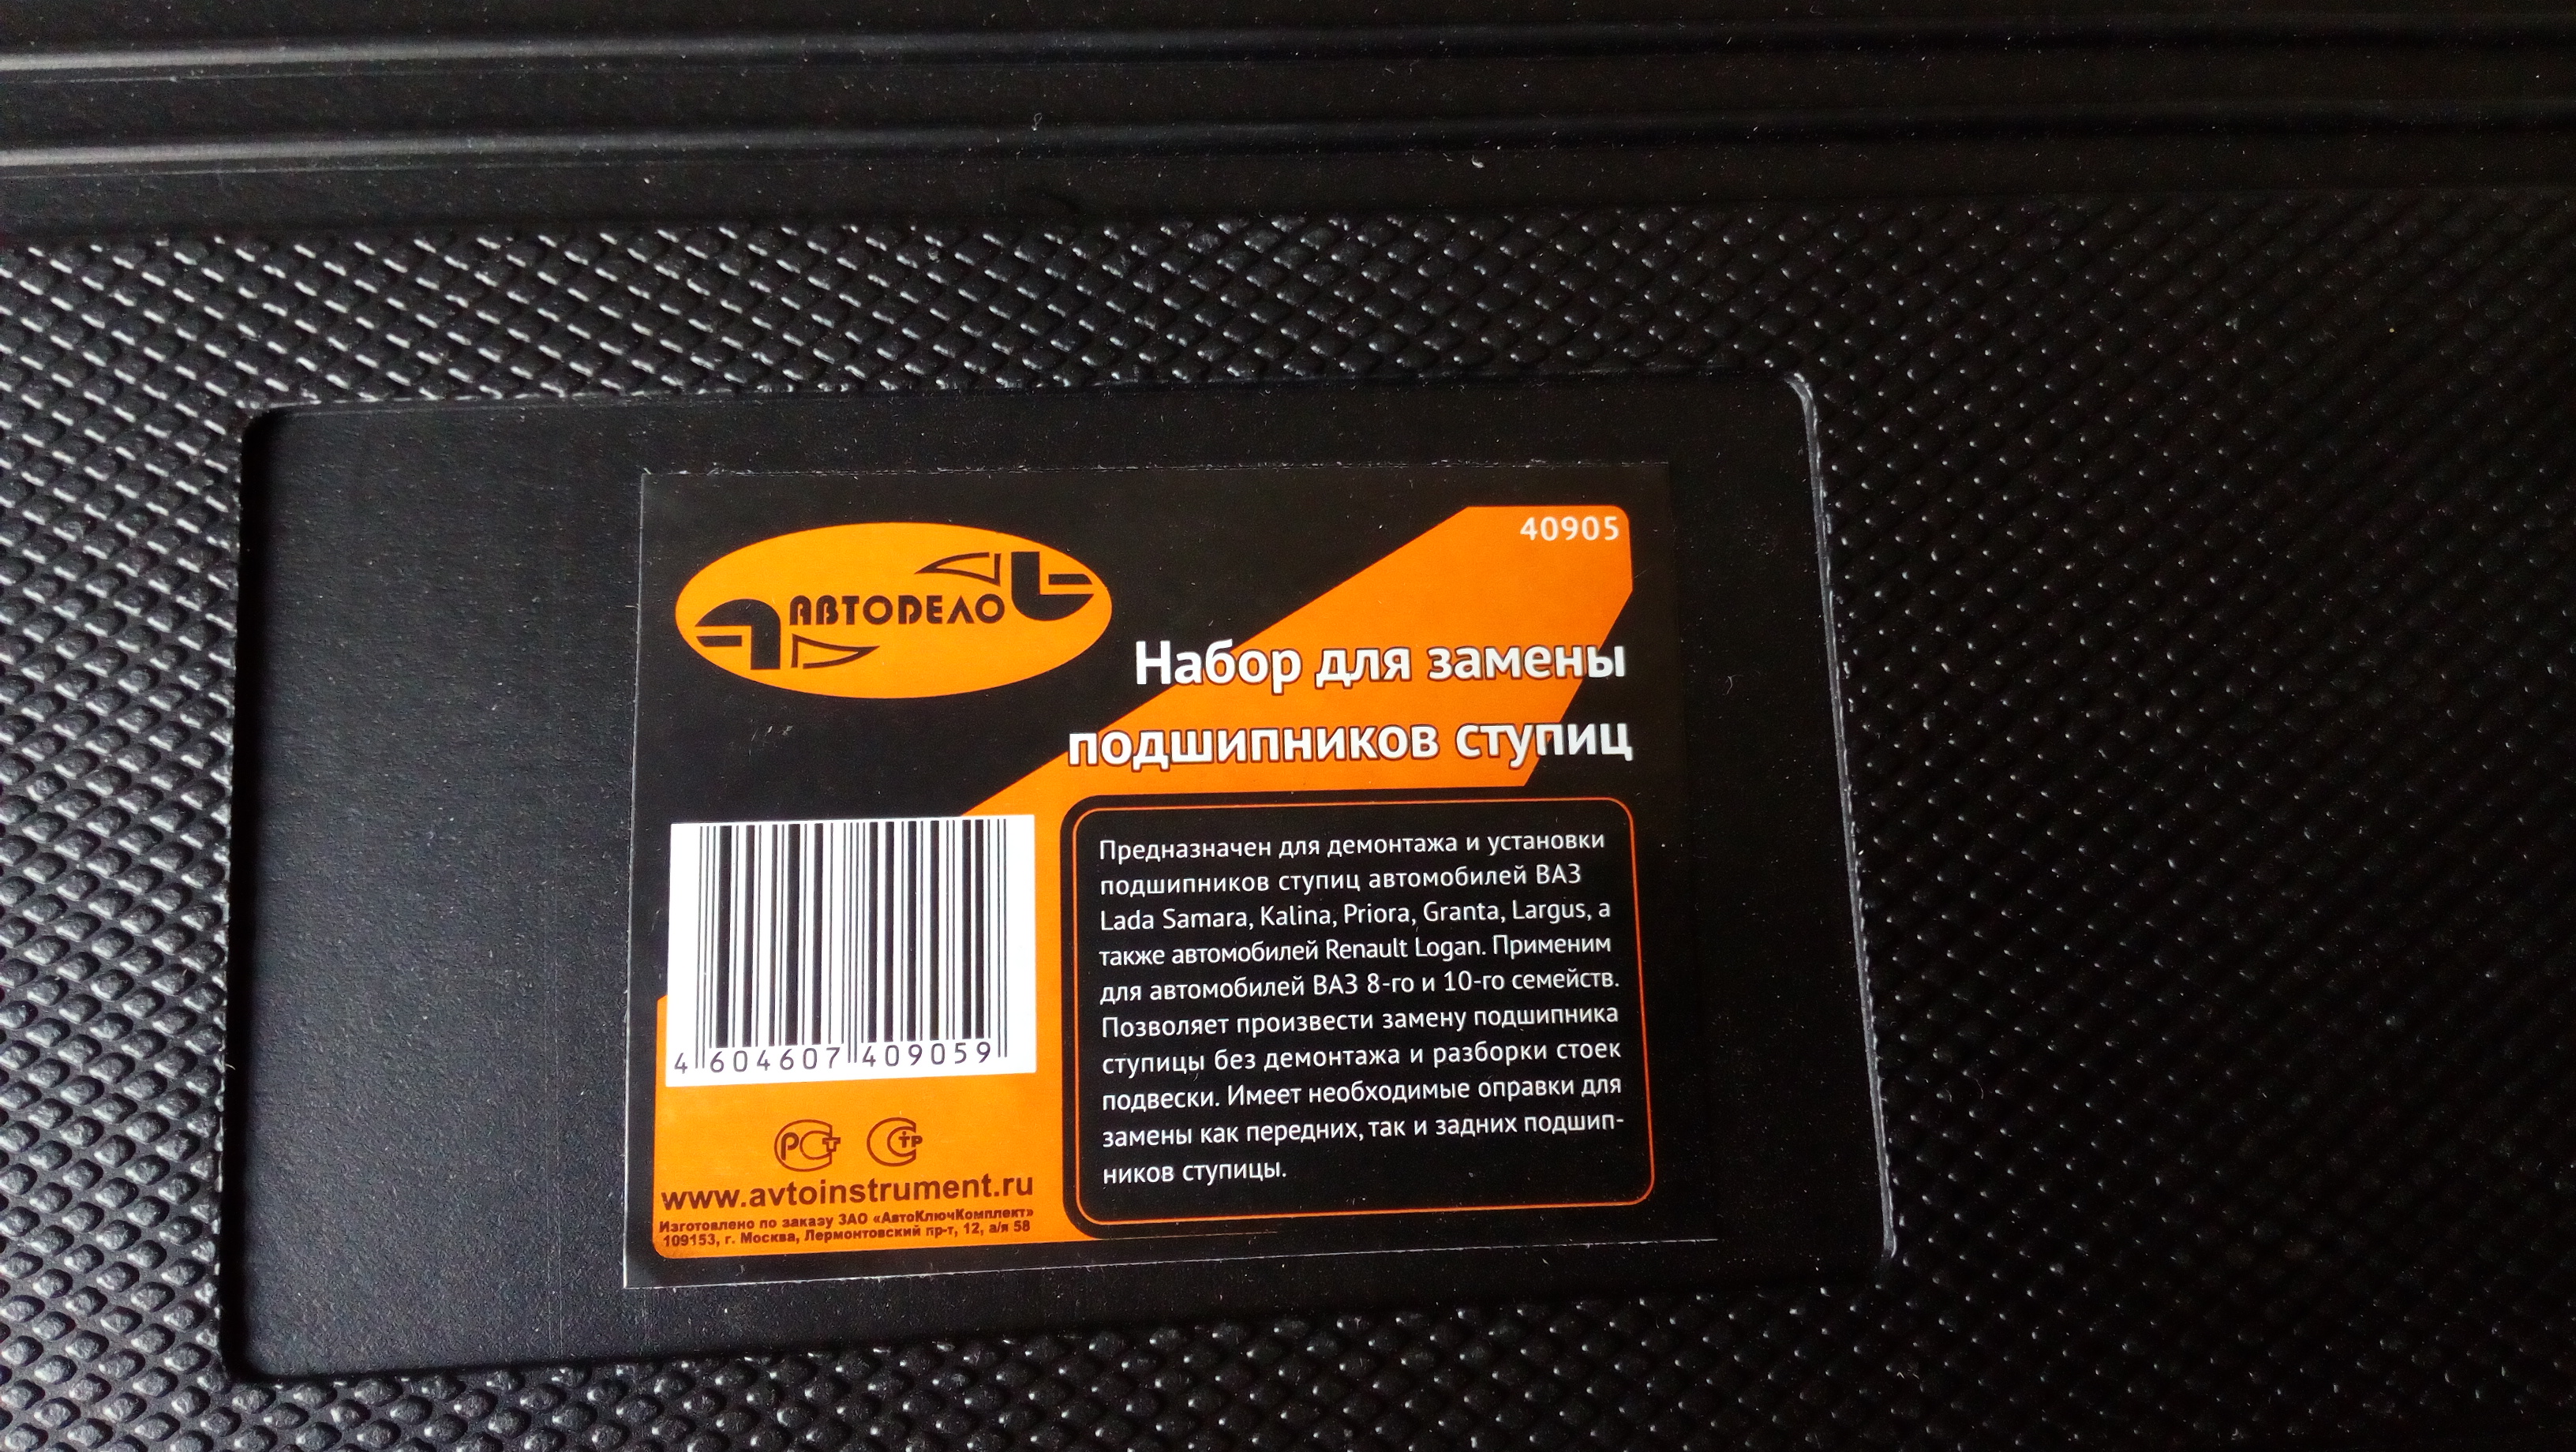 АВТОДЕЛО
40905
Набор для замены
подшипников ступиц
Предназначен для демонтажа и установки
подшипников ступиц автомобилей ВАЗ
Lada Samara, Kalina, Priora, Granta, Largus, а
также автомобилей Renault Logan. Применим
для автомобилей ВАЗ 8-го и 10-го семейств.
Позволяет произвести замену подшипника
ступицы без демонтажа и разборки стоек
подвески. Имеет необходимые оправки для
замены как передних, так и задних подшип-
ников ступицы.
4 604607 409059
РСТ СТР
www.avtoinstrument.ru
Изготовлено по заказу ЗАО «АвтоКлючКомплект»
109153, г. Москва, Лермонтовский пр-т, 12, а/я 58